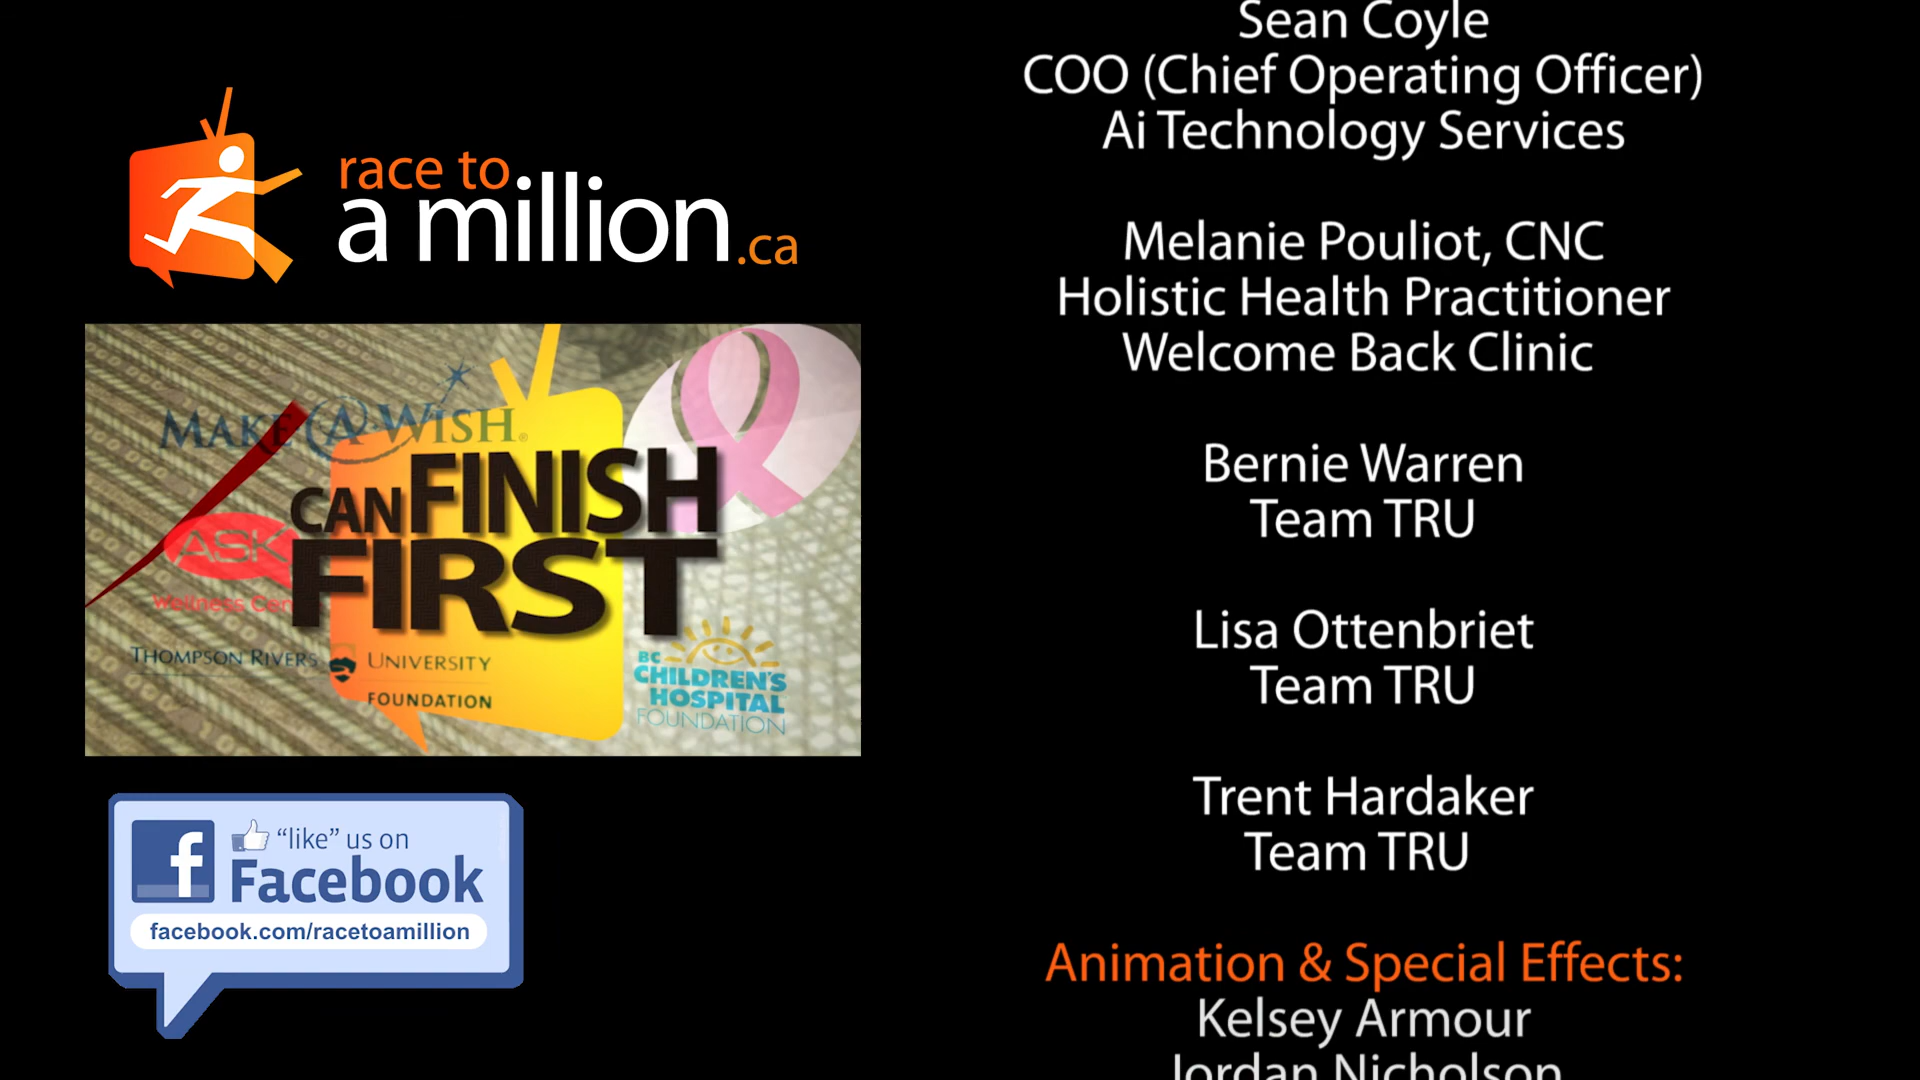 race to
a million.ca
MAKE A WISH®
CAN FINISH
FIRST
ASK
Wellness Cen
THOMPSON RIVERS UNIVERSITY
FOUNDATION
BC
CHILDREN'S
HOSPITAL
FOUNDATION
"like" us on
Facebook
facebook.com/racetoamillion
Sean Coyle
COO (Chief Operating Officer)
Ai Technology Services
Melanie Pouliot, CNC
Holistic Health Practitioner
Welcome Back Clinic
Bernie Warren
Team TRU
Lisa Ottenbriet
Team TRU
Trent Hardaker
Team TRU
Animation & Special Effects:
Kelsey Armour
Jordan Nicholson